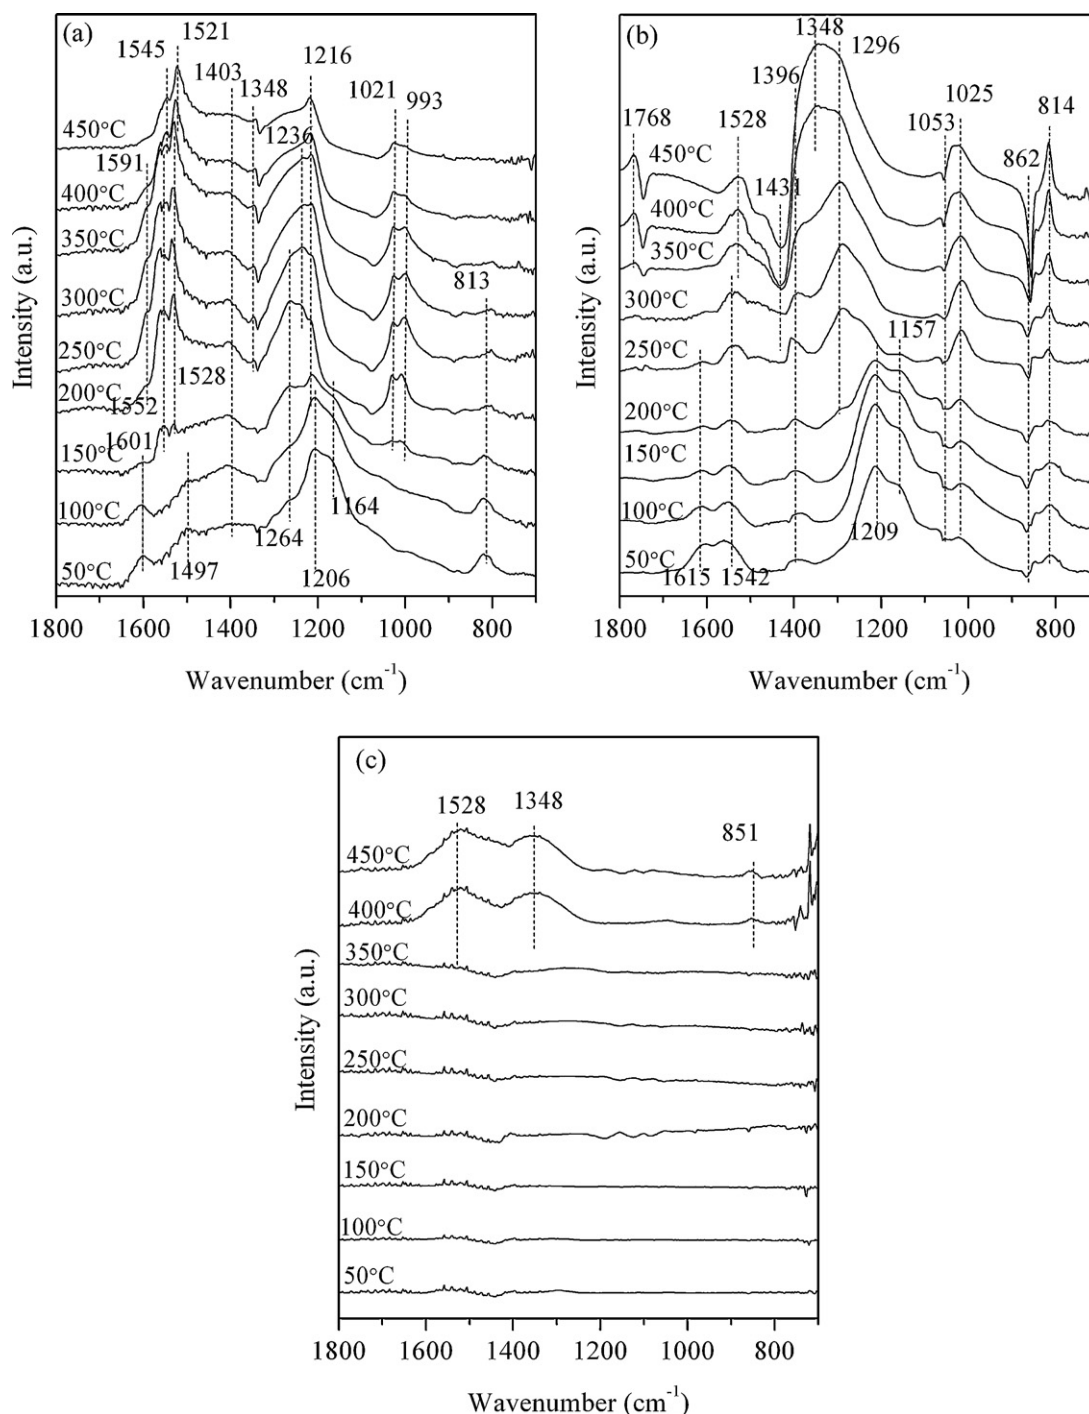 (a)
1545
1521
1403
1348
1216
1021
993
1236
450°C
1591
400°C
350°C
813
300°C
250°C
1528
200°C
1552
1601
150°C
100°C
1164
1264
50°C
1497
1206
1800
1600
1400
1200
1000
800
Wavenumber (cm⁻¹)
Intensity (a.u.)
(b)
1348
1296
1396
1025
1768
1528
1053
814
450°C
862
1431
400°C
350°C
300°C
1157
250°C
200°C
150°C
100°C
1209
50°C
1615
1542
1800
1600
1400
1200
1000
800
Wavenumber (cm⁻¹)
Intensity (a.u.)
(c)
1528
1348
851
450°C
400°C
350°C
300°C
250°C
200°C
150°C
100°C
50°C
1800
1600
1400
1200
1000
800
Wavenumber (cm⁻¹)
Intensity (a.u.)